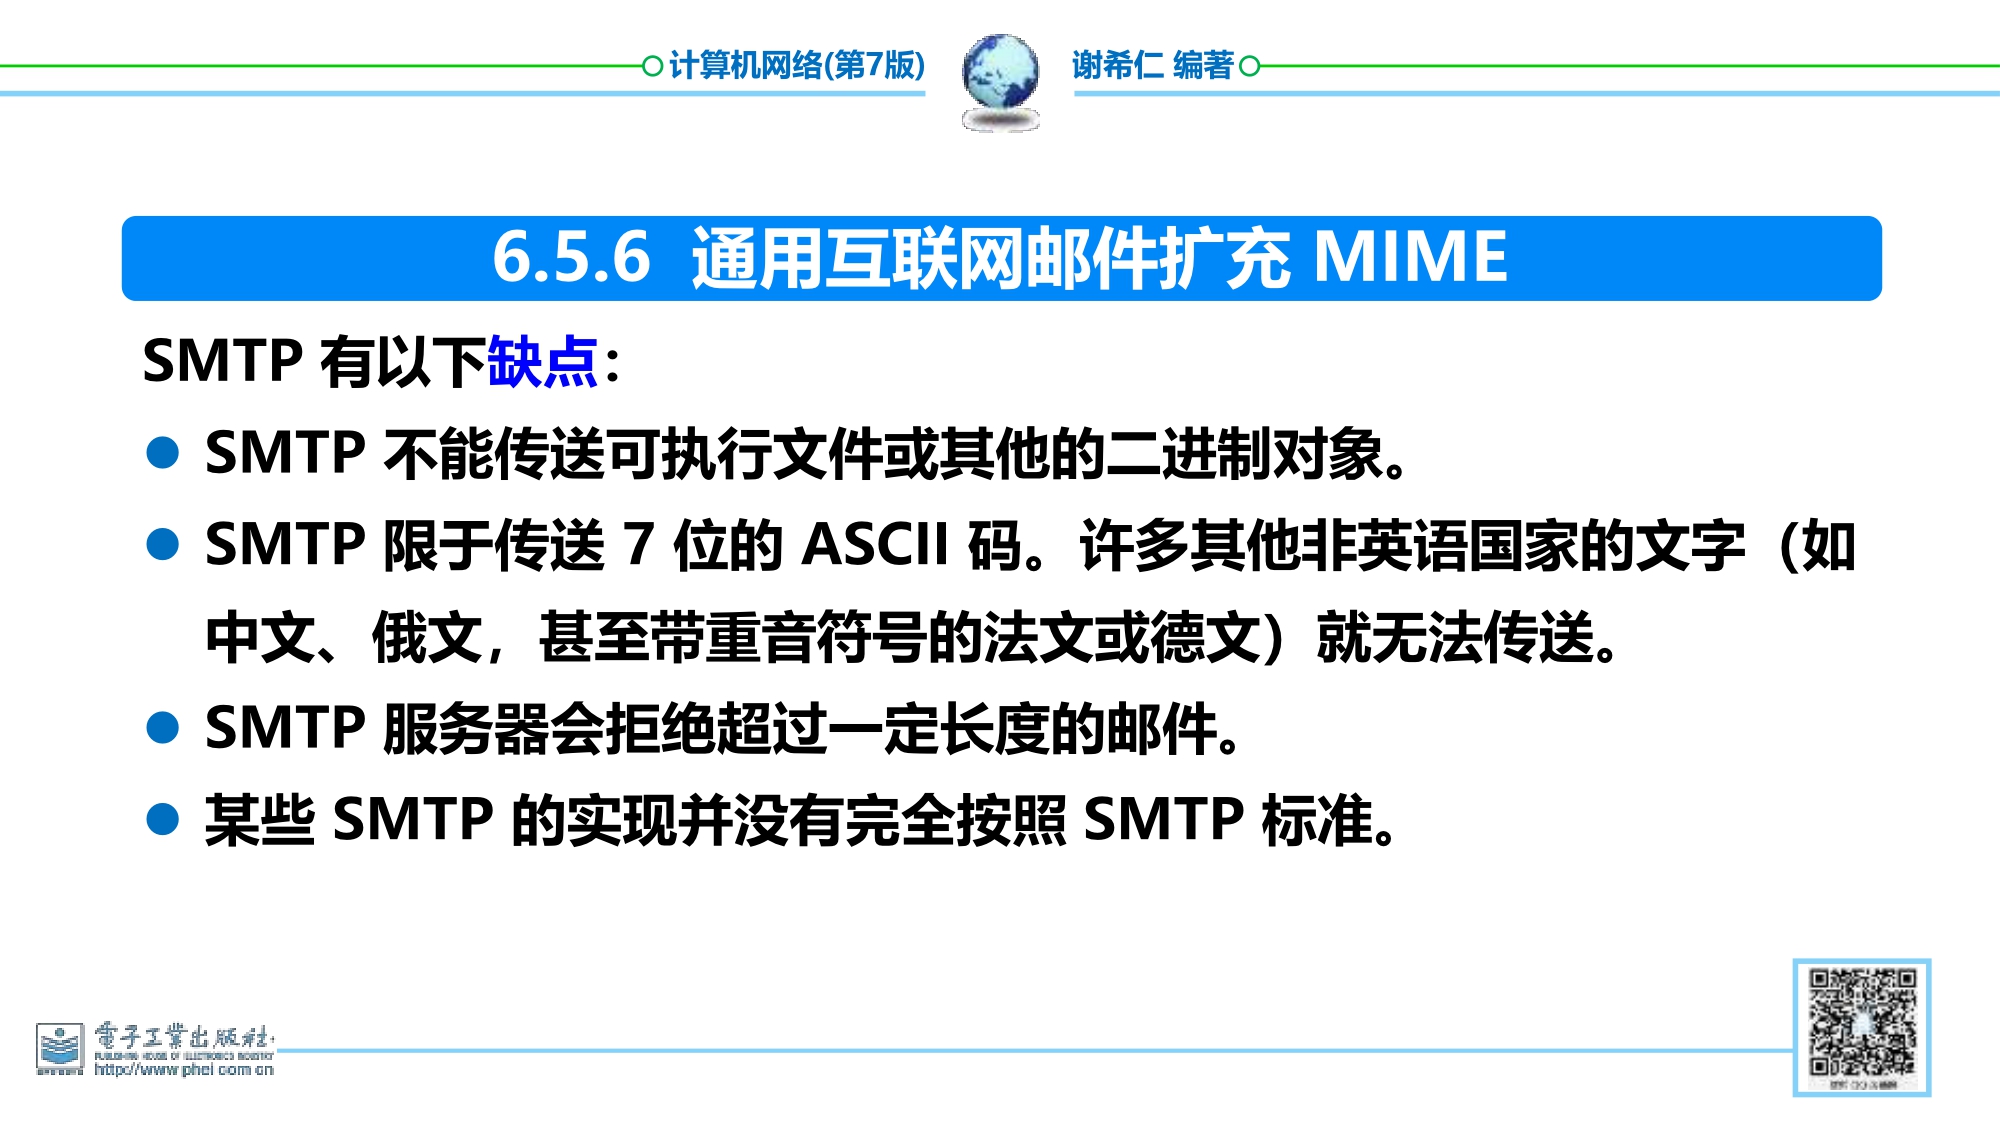 计算机网络(第7版)
谢希仁 编著
6.5.6 通用互联网邮件扩充 MIME
SMTP 有以下缺点：
● SMTP 不能传送可执行文件或其他的二进制对象。
● SMTP 限于传送 7 位的 ASCII 码。许多其他非英语国家的文字（如
中文、俄文，甚至带重音符号的法文或德文）就无法传送。
● SMTP 服务器会拒绝超过一定长度的邮件。
● 某些 SMTP 的实现并没有完全按照 SMTP 标准。
電子工業出版社
PUBLISHING HOUSE OF ELECTRONICS INDUSTRY
http://www.phei.com.cn